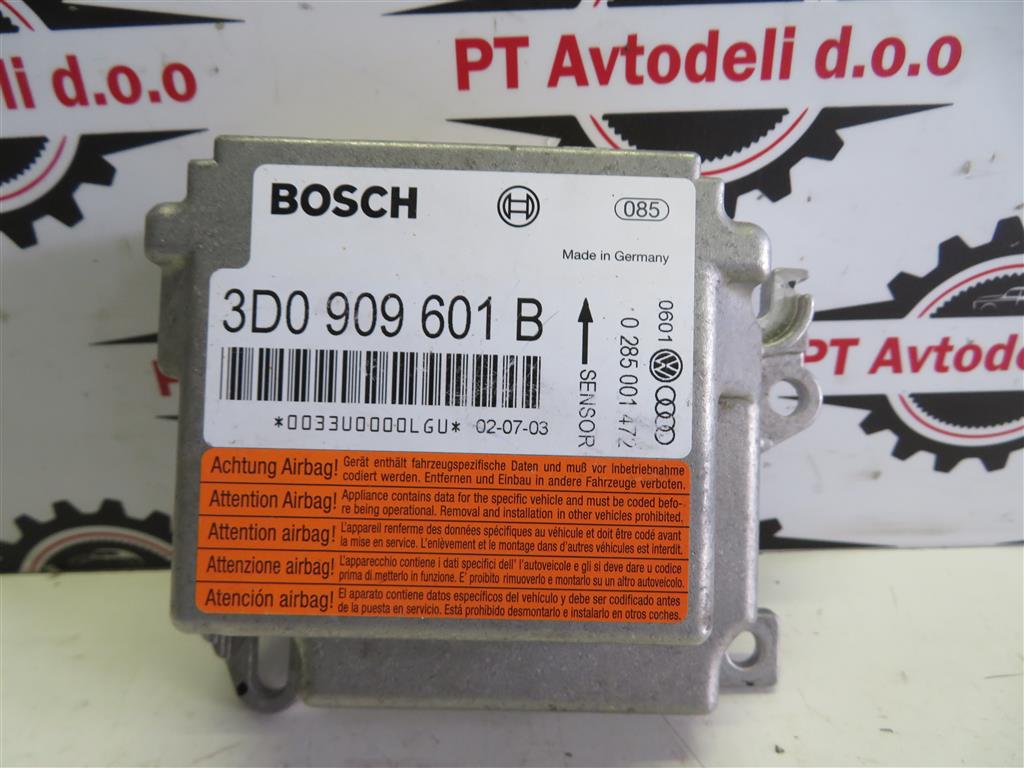 PT Avtodeli d.o.o
eli d.o.o
BOSCH
085
Made in Germany
3D0 909 601 B
*0033U0000LGU* 02-07-03
SENSOR
0 285 001 472
0601
Achtung Airbag! Gerät enthält fahrzeugspezifische Daten und muß vor Inbetriebnahme
codiert werden. Entfernen und Einbau in andere Fahrzeuge verboten.
Attention Airbag! Appliance contains data for the specific vehicle and must be coded befo-
re being operational. Removal and installation in other vehicles prohibited.
Attention airbag! L'appareil renferme des données spécifiques au véhicule et doit être codé avant
la mise en service. L'enlèvement et le montage dans d'autres véhicules est interdit.
Attenzione airbag! L'apparecchio contiene i dati specifici dell' l'autoveicole e gli si deve dare u codice
prima di metterlo in funzione. E' proibito rimuoverlo e montarlo su un altro autoveicolo.
Atención airbag! El aparato contiene datos específicos del vehículo y debe ser codificado antes
de la puesta en servicio. Está prohibido desmontarlo e instalarlo en otros coches.
PT Avtodeli d